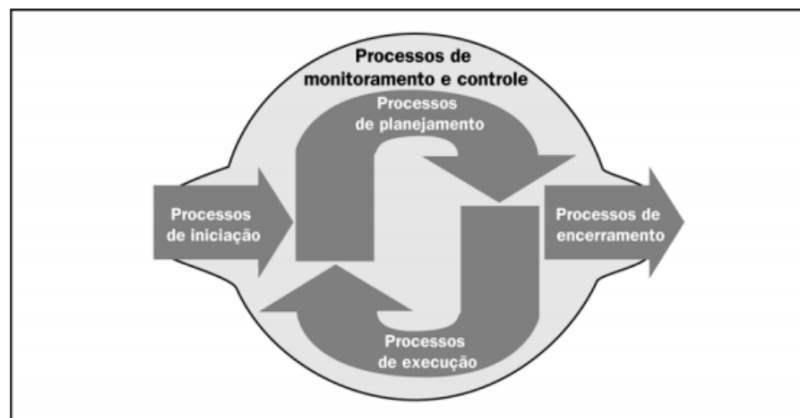 Processos de
monitoramento e controle
Processos
de planejamento
Processos
de iniciação
Processos de
encerramento
Processos
de execução